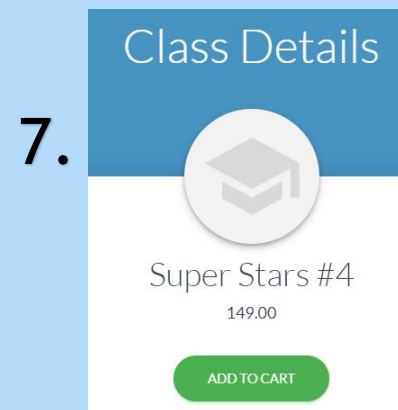 Class Details
7.
Super Stars #4
149.00
ADD TO CART